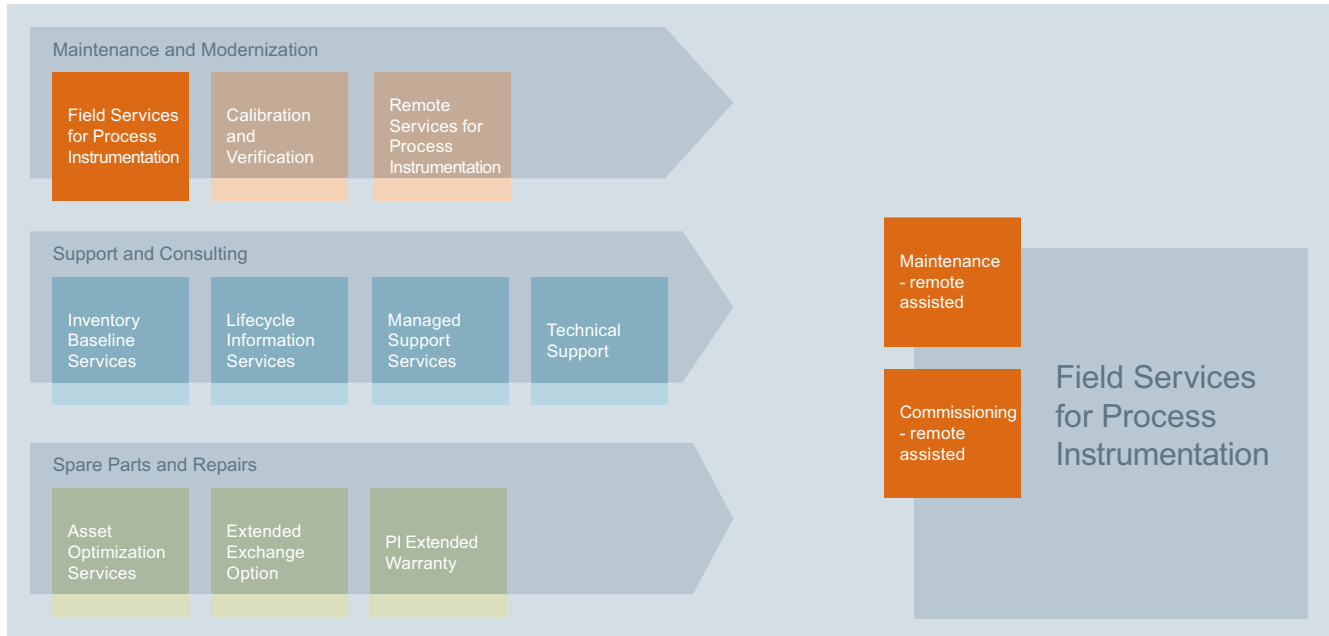 Maintenance and Modernization
Field Services
for Process
Instrumentation
Calibration
and
Verification
Remote
Services for
Process
Instrumentation
Support and Consulting
Inventory
Baseline
Services
Lifecycle
Information
Services
Managed
Support
Services
Technical
Support
Spare Parts and Repairs
Asset
Optimization
Services
Extended
Exchange
Option
PI Extended
Warranty
Maintenance
- remote
assisted
Commissioning
- remote
assisted
Field Services
for Process
Instrumentation